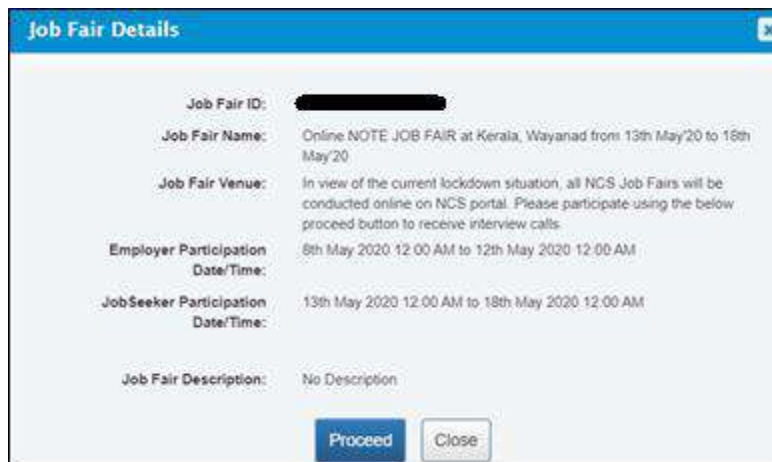 Job Fair Details
Job Fair ID:
Job Fair Name: Online NOTE JOB FAIR at Kerala, Wayanad from 13th May'20 to 18th
May'20
Job Fair Venue: In view of the current lockdown situation, all NCS Job Fairs will be
conducted online on NCS portal. Please participate using the below
proceed button to receive interview calls.
Employer Participation 8th May 2020 12:00 AM to 12th May 2020 12:00 AM
Date/Time:
JobSeeker Participation 13th May 2020 12:00 AM to 18th May 2020 12:00 AM
Date/Time:
Job Fair Description: No Description
Proceed Close